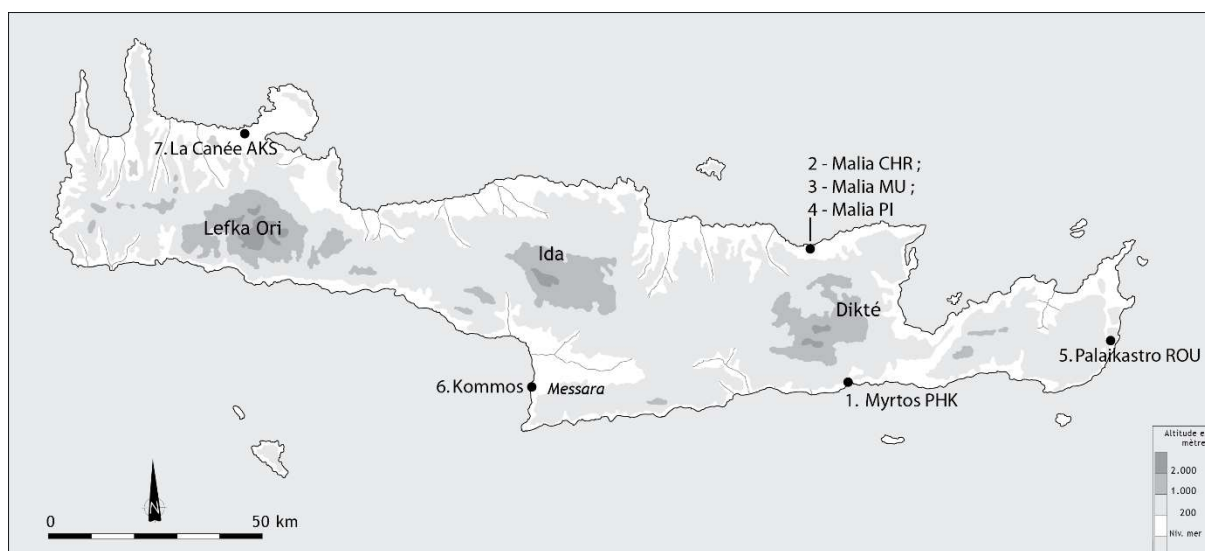 7. La Canée AKS
2 - Malia CHR ;
3 - Malia MU ;
4 - Malia PI
Lefka Ori
Ida
Dikté
5. Palaikastro ROU
6. Kommos
Messara
1. Myrtos PHK
Altitude e
mètre
2.000
1.000
200
Niv. mer
N
0
50 km